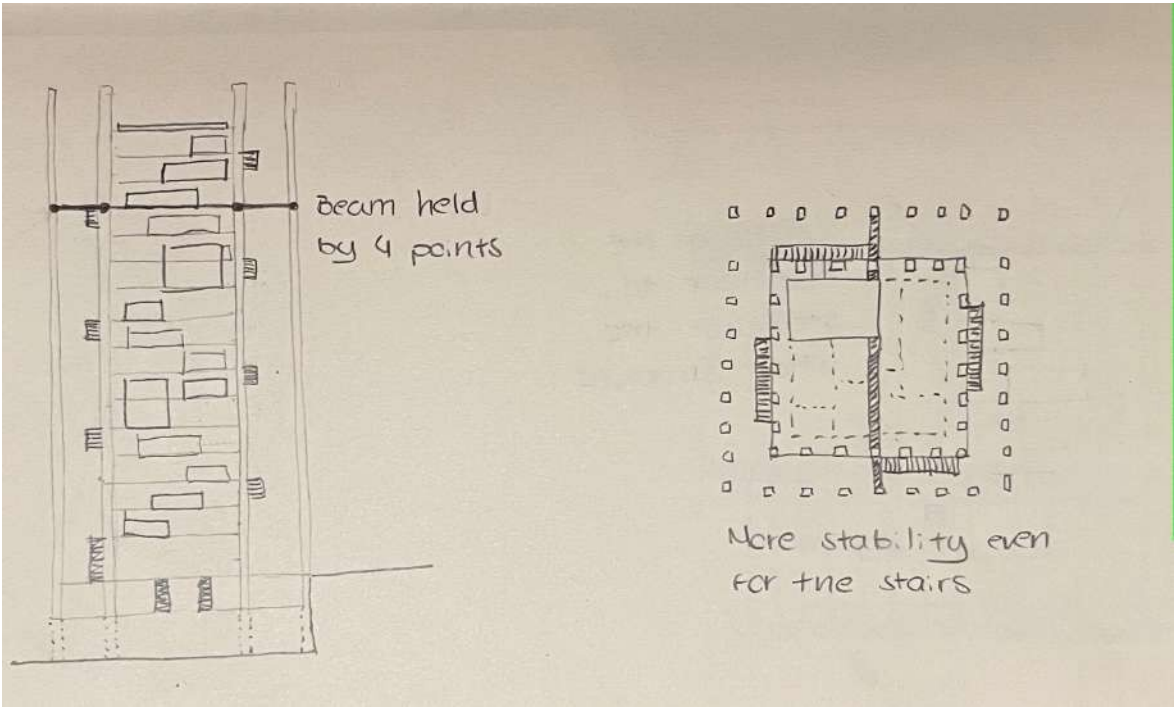 Beam held
by 4 points
More stability even
for the stairs